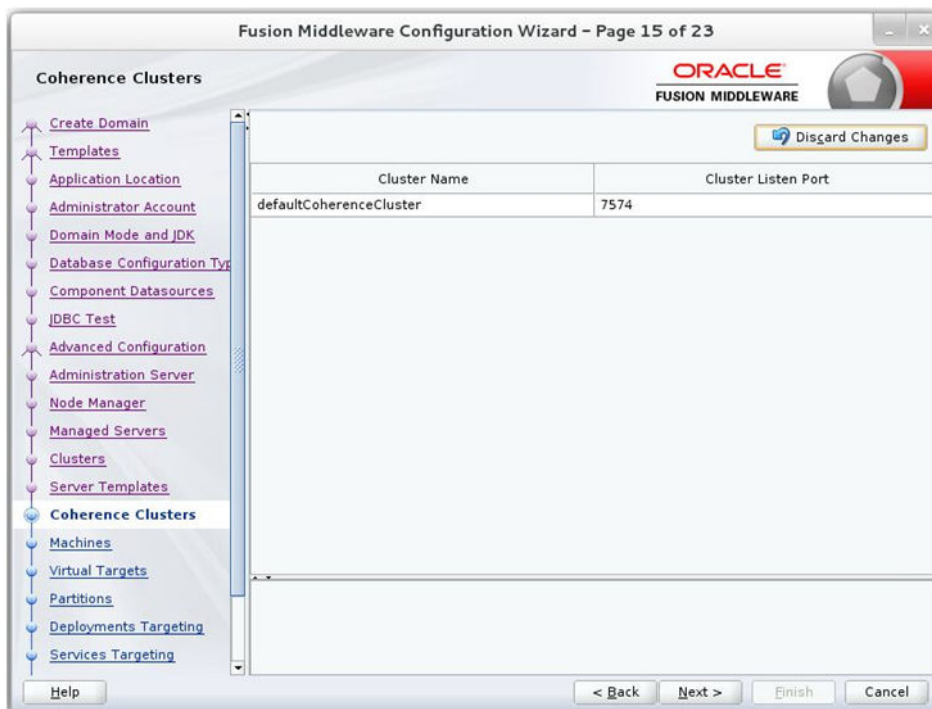 Fusion Middleware Configuration Wizard – Page 15 of 23
Coherence Clusters
ORACLE
FUSION MIDDLEWARE
Create Domain
Templates
Application Location
Administrator Account
Domain Mode and JDK
Database Configuration Typ
Component Datasources
JDBC Test
Advanced Configuration
Administration Server
Node Manager
Managed Servers
Clusters
Server Templates
Coherence Clusters
Machines
Virtual Targets
Partitions
Deployments Targeting
Services Targeting
Discard Changes
Cluster Name Cluster Listen Port
defaultCoherenceCluster 7574
Help < Back Next > Finish Cancel